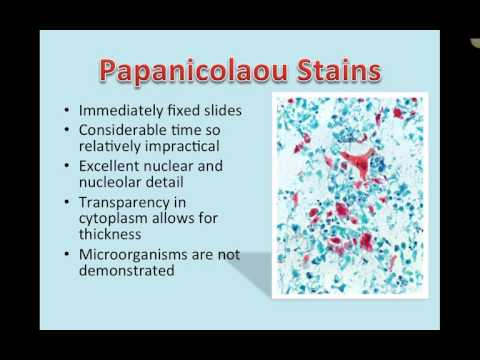 Papanicolaou Stains
• Immediately fixed slides
• Considerable time so
relatively impractical
• Excellent nuclear and
nucleolar detail
• Transparency in
cytoplasm allows for
thickness
• Microorganisms are not
demonstrated